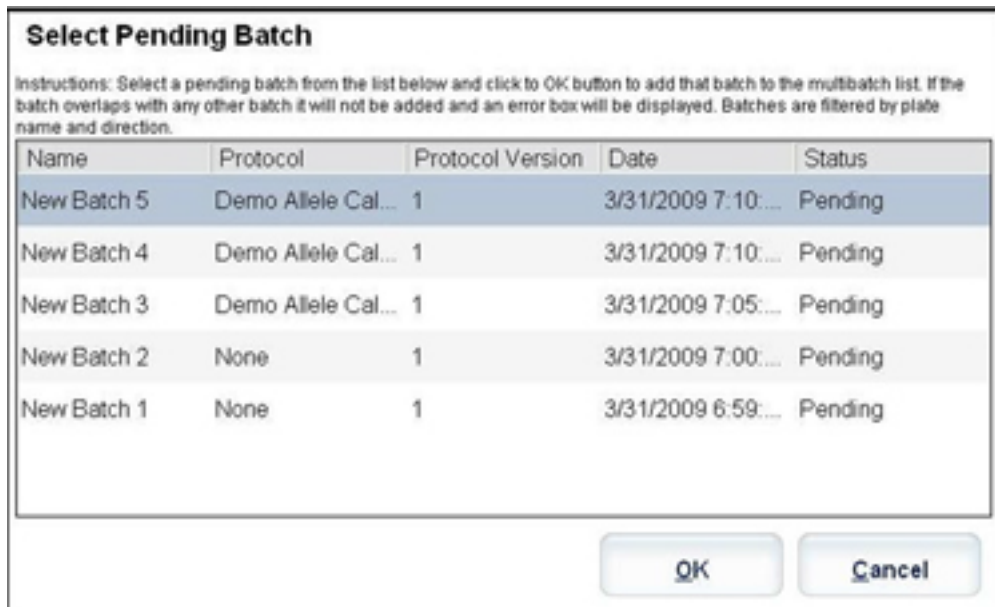 Select Pending Batch
Instructions: Select a pending batch from the list below and click to OK button to add that batch to the multibatch list. If the
batch overlaps with any other batch it will not be added and an error box will be displayed. Batches are filtered by plate
name and direction.
Name Protocol Protocol Version Date Status
New Batch 5 Demo Allele Cal... 1 3/31/2009 7:10:... Pending
New Batch 4 Demo Allele Cal... 1 3/31/2009 7:10:... Pending
New Batch 3 Demo Allele Cal... 1 3/31/2009 7:05:... Pending
New Batch 2 None 1 3/31/2009 7:00:... Pending
New Batch 1 None 1 3/31/2009 6:59:... Pending
OK Cancel